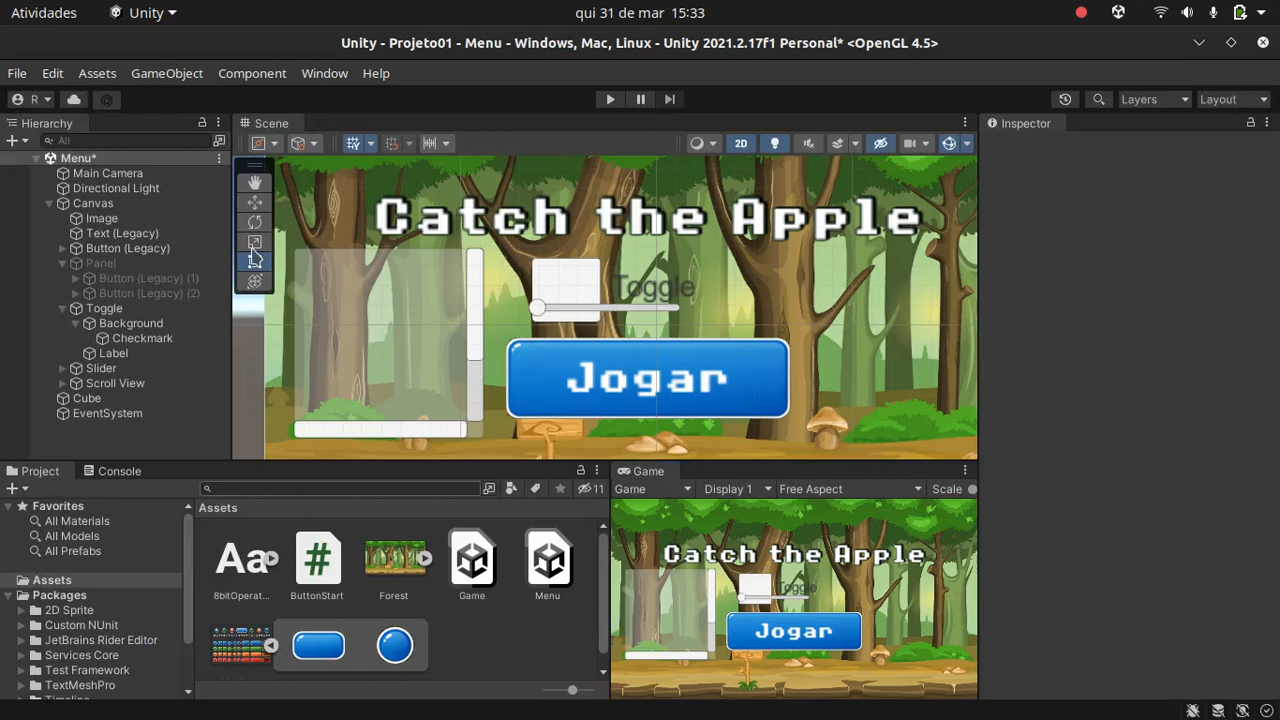 Atividades
Unity
qui 31 de mar 15:33
Unity - Projeto01 - Menu - Windows, Mac, Linux - Unity 2021.2.17f1 Personal* <OpenGL 4.5>
File Edit Assets GameObject Component Window Help
R
Layers
Layout
Hierarchy
All
Menu*
Main Camera
Directional Light
Canvas
Image
Text (Legacy)
Button (Legacy)
Panel
Button (Legacy) (1)
Button (Legacy) (2)
Toggle
Background
Checkmark
Label
Slider
Scroll View
Cube
EventSystem
Scene
2D
Catch the Apple
Toggle
Jogar
Inspector
Project
Console
11
Favorites
All Materials
All Models
All Prefabs
Assets
Packages
2D Sprite
Custom NUnit
JetBrains Rider Editor
Services Core
Test Framework
TextMeshPro
Timeline
Assets
Aa
#
8bitOperat...
ButtonStart
Forest
Game
Menu
Game
Game
Display 1
Free Aspect
Scale
Catch the Apple
Toggle
Jogar